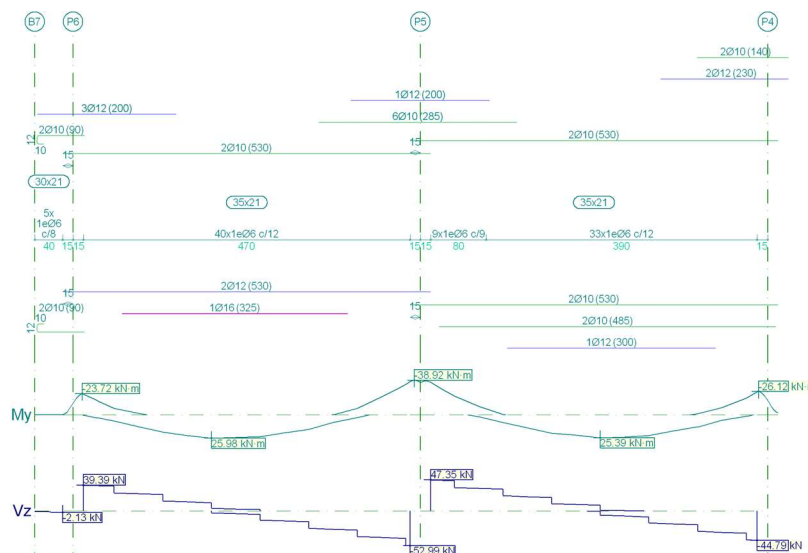 B7 P6 P5 P4
2Ø10 (140)
2Ø12 (230)
1Ø12 (200)
3Ø12 (200)
6Ø10 (285)
2Ø10 (90)
2Ø10 (530)
12
10
15
2Ø10 (530)
15
30x21
35x21
35x21
5x
1eØ6
c/8
40x1eØ6 c/12
9x1eØ6 c/9
33x1eØ6 c/12
40 15 15 470 15 15 80 390 15
2Ø12 (530)
15
2Ø10 (90)
2Ø10 (530)
15
1Ø16 (325)
10
12
2Ø10 (485)
1Ø12 (300)
-38.92 kN·m
-23.72 kN·m
-26.12 kN·
My
25.98 kN·m
25.39 kN·m
39.39 kN
47.35 kN
Vz
-2.13 kN
-52.99 kN
-44.79 kN